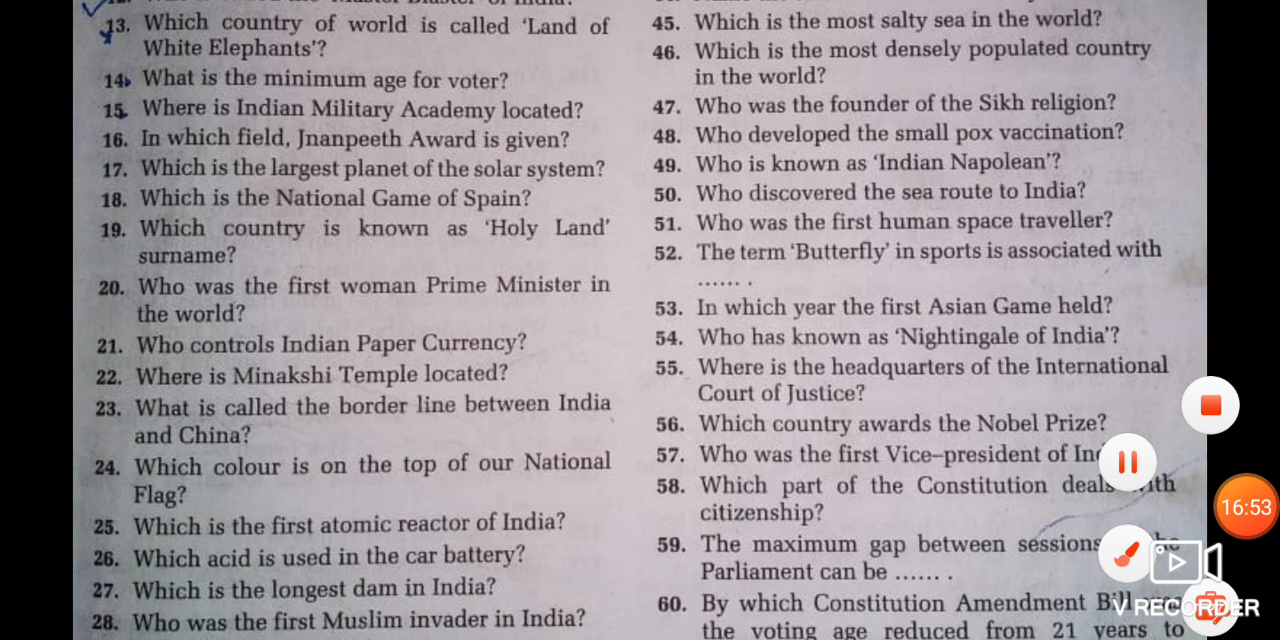 13. Which country of world is called 'Land of
White Elephants'?
14. What is the minimum age for voter?
15. Where is Indian Military Academy located?
16. In which field, Jnanpeeth Award is given?
17. Which is the largest planet of the solar system?
18. Which is the National Game of Spain?
19. Which country is known as 'Holy Land'
surname?
20. Who was the first woman Prime Minister in
the world?
21. Who controls Indian Paper Currency?
22. Where is Minakshi Temple located?
23. What is called the border line between India
and China?
24. Which colour is on the top of our National
Flag?
25. Which is the first atomic reactor of India?
26. Which acid is used in the car battery?
27. Which is the longest dam in India?
28. Who was the first Muslim invader in India?
45. Which is the most salty sea in the world?
46. Which is the most densely populated country
in the world?
47. Who was the founder of the Sikh religion?
48. Who developed the small pox vaccination?
49. Who is known as 'Indian Napolean'?
50. Who discovered the sea route to India?
51. Who was the first human space traveller?
52. The term 'Butterfly' in sports is associated with
...... .
53. In which year the first Asian Game held?
54. Who has known as 'Nightingale of India'?
55. Where is the headquarters of the International
Court of Justice?
56. Which country awards the Nobel Prize?
57. Who was the first Vice-president of
58. Which part of the Constitution deals
citizenship?
59. The maximum gap between sessions
Parliament can be ...... .
60. By which Constitution Amendment Bill
the voting age reduced from 21 years to
16:53
V RECORDER